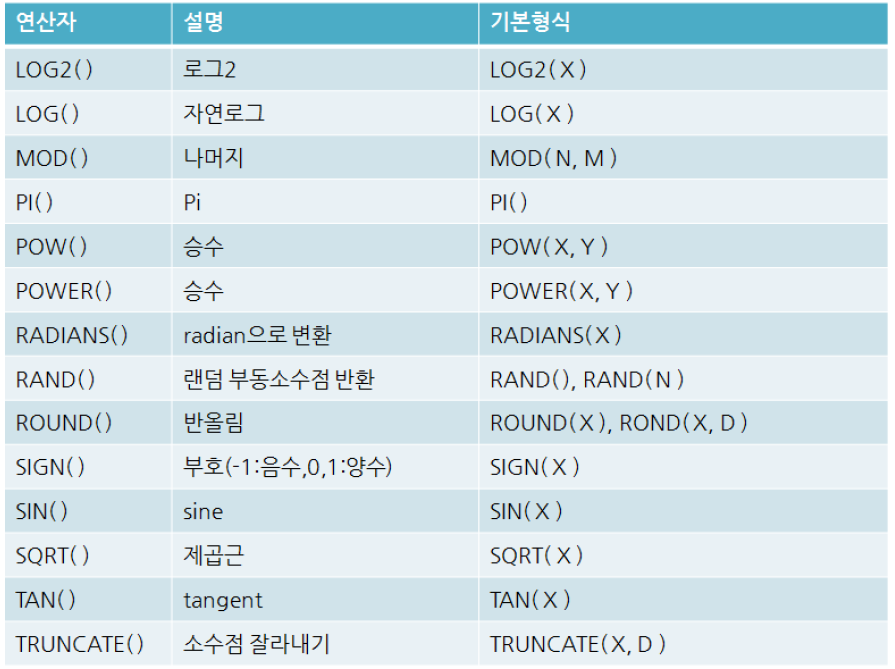 연산자 설명 기본형식
LOG2() 로그2 LOG2(X)
LOG() 자연로그 LOG(X)
MOD() 나머지 MOD(N, M)
PI() Pi PI()
POW() 승수 POW(X, Y)
POWER() 승수 POWER(X, Y)
RADIANS() radian으로 변환 RADIANS(X)
RAND() 랜덤 부동소수점 반환 RAND(), RAND(N)
ROUND() 반올림 ROUND(X), ROND(X, D)
SIGN() 부호(-1:음수,0,1:양수) SIGN(X)
SIN() sine SIN(X)
SQRT() 제곱근 SQRT(X)
TAN() tangent TAN(X)
TRUNCATE() 소수점 잘라내기 TRUNCATE(X, D)